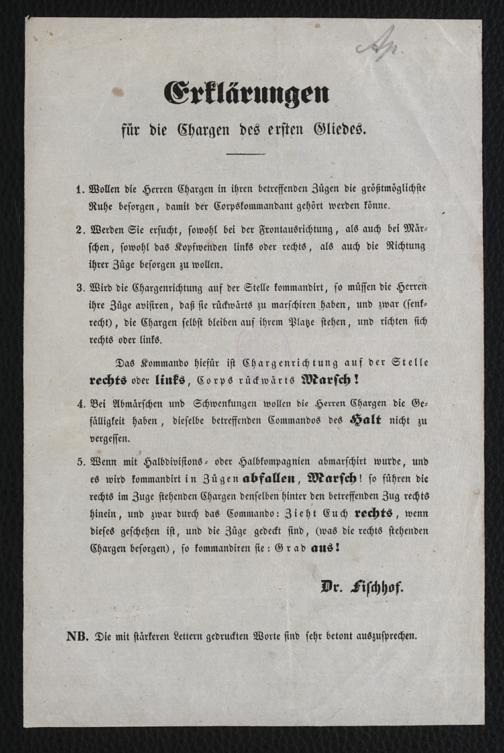 Ap.
Erklärungen
für die Chargen des ersten Gliedes.
1. Wollen die Herren Chargen in ihren betreffenden Zügen die größtmöglichste
Ruhe besorgen, damit der Corpskommandant gehört werden könne.
2. Werden Sie ersucht, sowohl bei der Frontausrichtung, als auch bei Mär-
schen, sowohl das Kopfwenden links oder rechts, als auch die Richtung
ihrer Züge besorgen zu wollen.
3. Wird die Chargenrichtung auf der Stelle kommandirt, so müssen die Herren
ihre Züge avisiren, daß sie rückwärts zu marschiren haben, und zwar (senk-
recht), die Chargen selbst bleiben auf ihrem Platze stehen, und richten sich
rechts oder links.
Das Kommando hiefür ist Chargenrichtung auf der Stelle
rechts oder links, Corps rückwärts Marsch!
4. Bei Abmärschen und Schwenkungen wollen die Herren Chargen die Ge-
fälligkeit haben, dieselbe betreffenden Commandos des Halt nicht zu
vergessen.
5. Wenn mit Halbdivisions- oder Halbkompagnien abmarschirt wurde, und
es wird kommandirt in Zügen abfallen, Marsch! so führen die
rechts im Zuge stehenden Chargen denselben hinter den betreffenden Zug rechts
hinein, und zwar durch das Commando: Zieht Euch rechts, wenn
dieses geschehen ist, und die Züge gedeckt sind, (was die rechts stehenden
Chargen besorgen), so kommandiren sie: Grad aus!
Dr. Fischhof.
NB. Die mit stärkeren Lettern gedruckten Worte sind sehr betont auszusprechen.